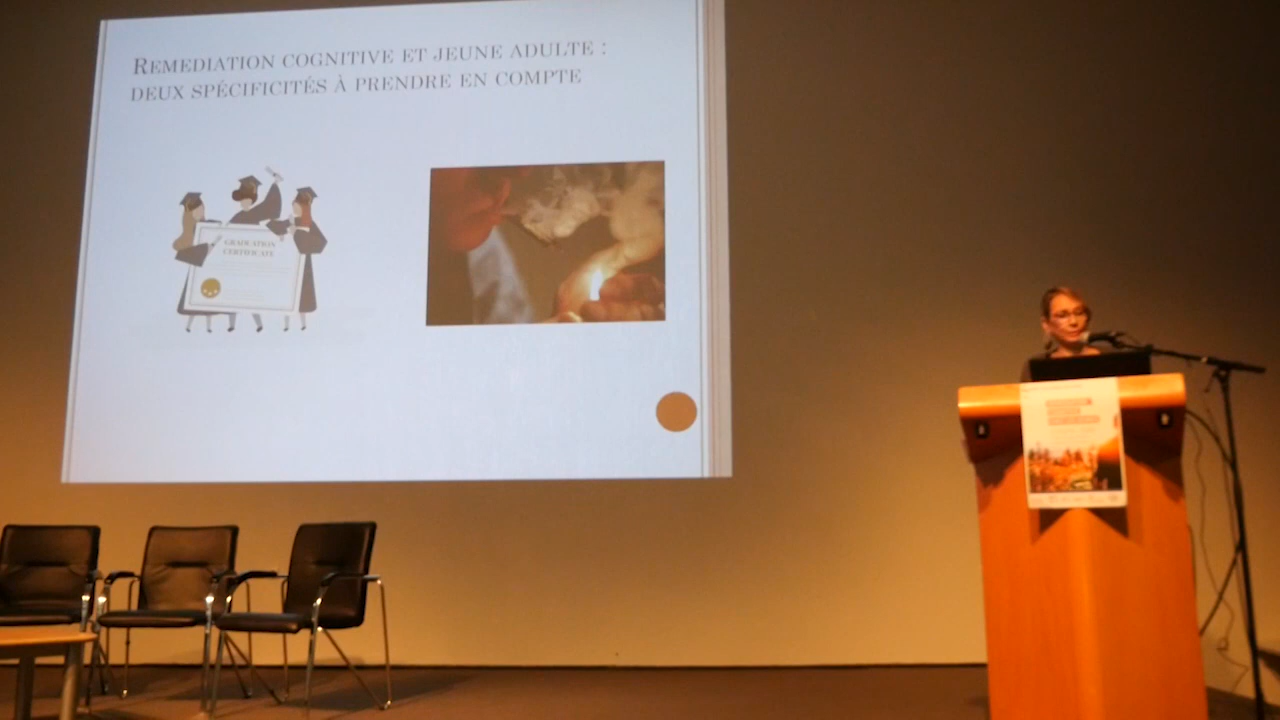 REMEDIATION COGNITIVE ET JEUNE ADULTE :
DEUX SPÉCIFICITÉS À PRENDRE EN COMPTE
GRADUATION
CERTIFICATE